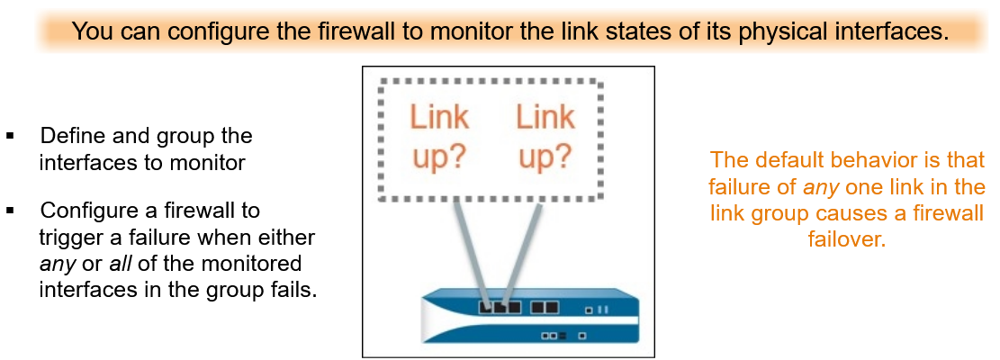 You can configure the firewall to monitor the link states of its physical interfaces.
▪ Define and group the
interfaces to monitor
▪ Configure a firewall to
trigger a failure when either
any or all of the monitored
interfaces in the group fails.
Link Link
up? up?
The default behavior is that
failure of any one link in the
link group causes a firewall
failover.